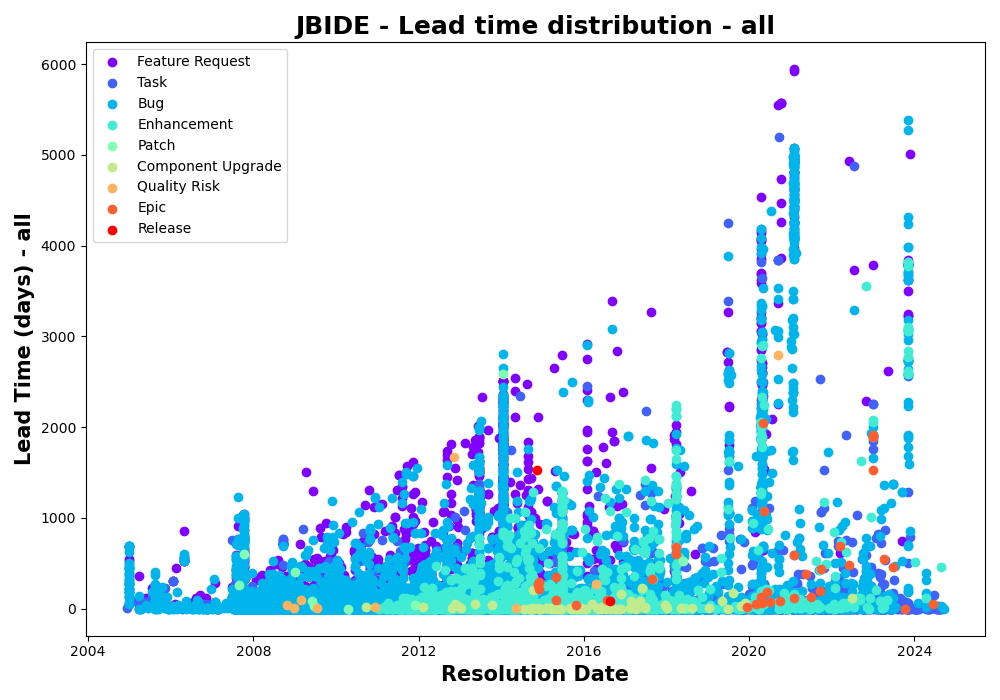 JBIDE - Lead time distribution - all
Feature Request
Task
Bug
Enhancement
Patch
Component Upgrade
Quality Risk
Epic
Release
Lead Time (days) - all
6000
5000
4000
3000
2000
1000
0
2004
2008
2012
2016
2020
2024
Resolution Date